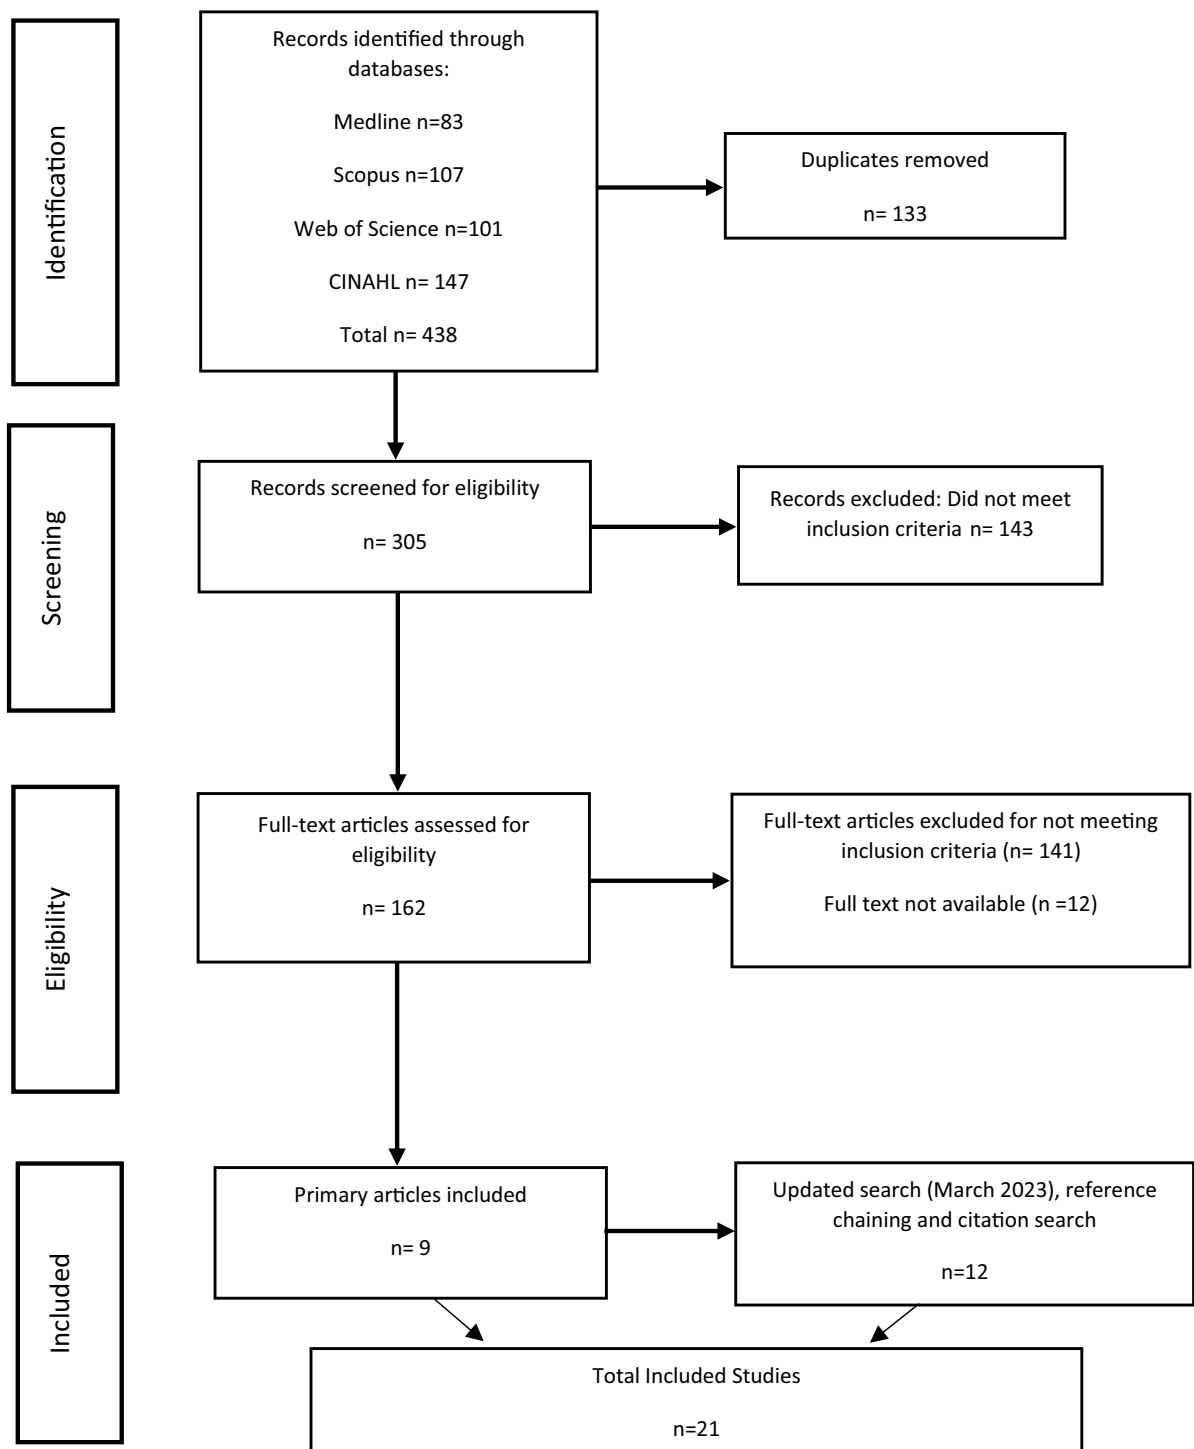 Identification
Records identified through
databases:
Medline n=83
Scopus n=107
Web of Science n=101
CINAHL n= 147
Total n= 438
Duplicates removed
n= 133
Screening
Records screened for eligibility
n= 305
Records excluded: Did not meet
inclusion criteria n= 143
Eligibility
Full-text articles assessed for
eligibility
n= 162
Full-text articles excluded for not meeting
inclusion criteria (n= 141)
Full text not available (n =12)
Included
Primary articles included
n= 9
Updated search (March 2023), reference
chaining and citation search
n=12
Total Included Studies
n=21